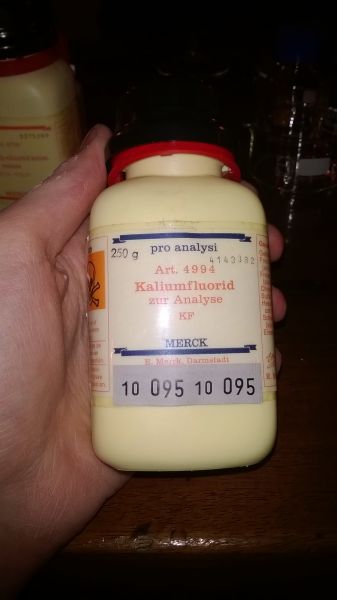 pro analysi
250 g
4143382
Art. 4994
Kaliumfluorid
zur Analyse
KF
MERCK
E. Merck, Darmstadt
10 095 10 095